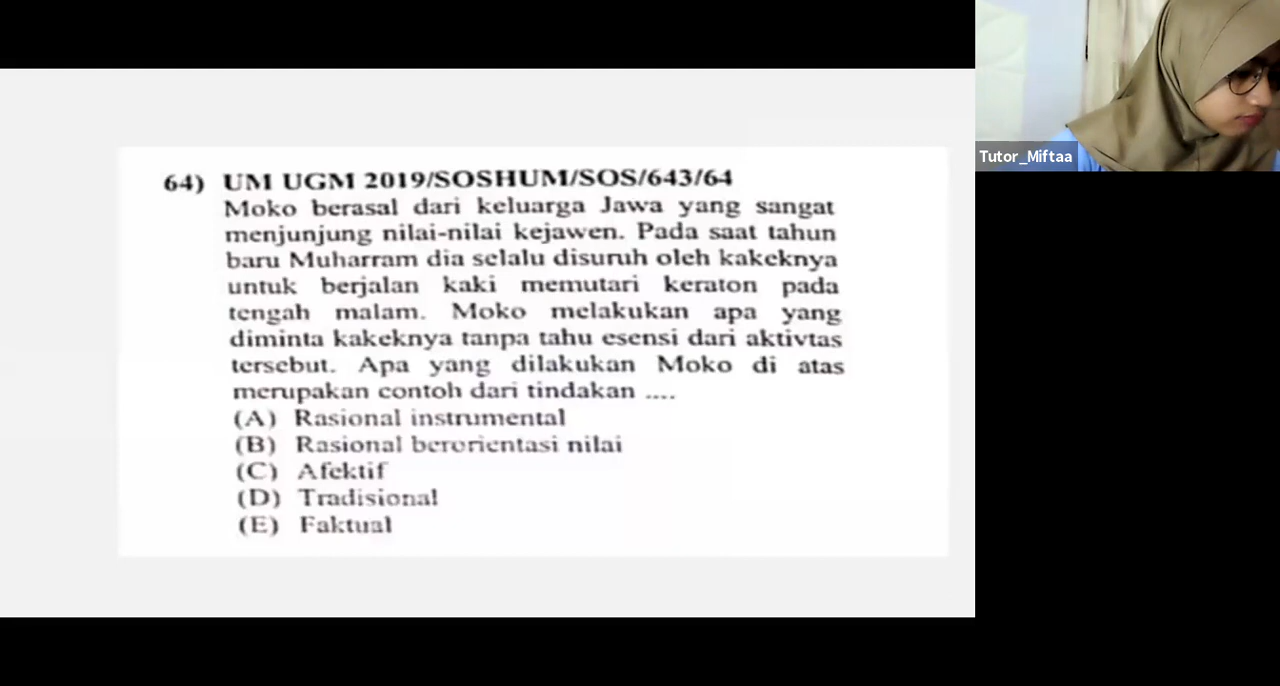 64) UM UGM 2019/SOSHUM/SOS/643/64
Moko berasal dari keluarga Jawa yang sangat
menjunjung nilai-nilai kejawen. Pada saat tahun
baru Muharram dia selalu disuruh oleh kakeknya
untuk berjalan kaki memutari keraton pada
tengah malam. Moko melakukan apa yang
diminta kakeknya tanpa tahu esensi dari aktivtas
tersebut. Apa yang dilakukan Moko di atas
merupakan contoh dari tindakan ....
(A) Rasional instrumental
(B) Rasional berorientasi nilai
(C) Afektif
(D) Tradisional
(E) Faktual
Tutor_Miftaa